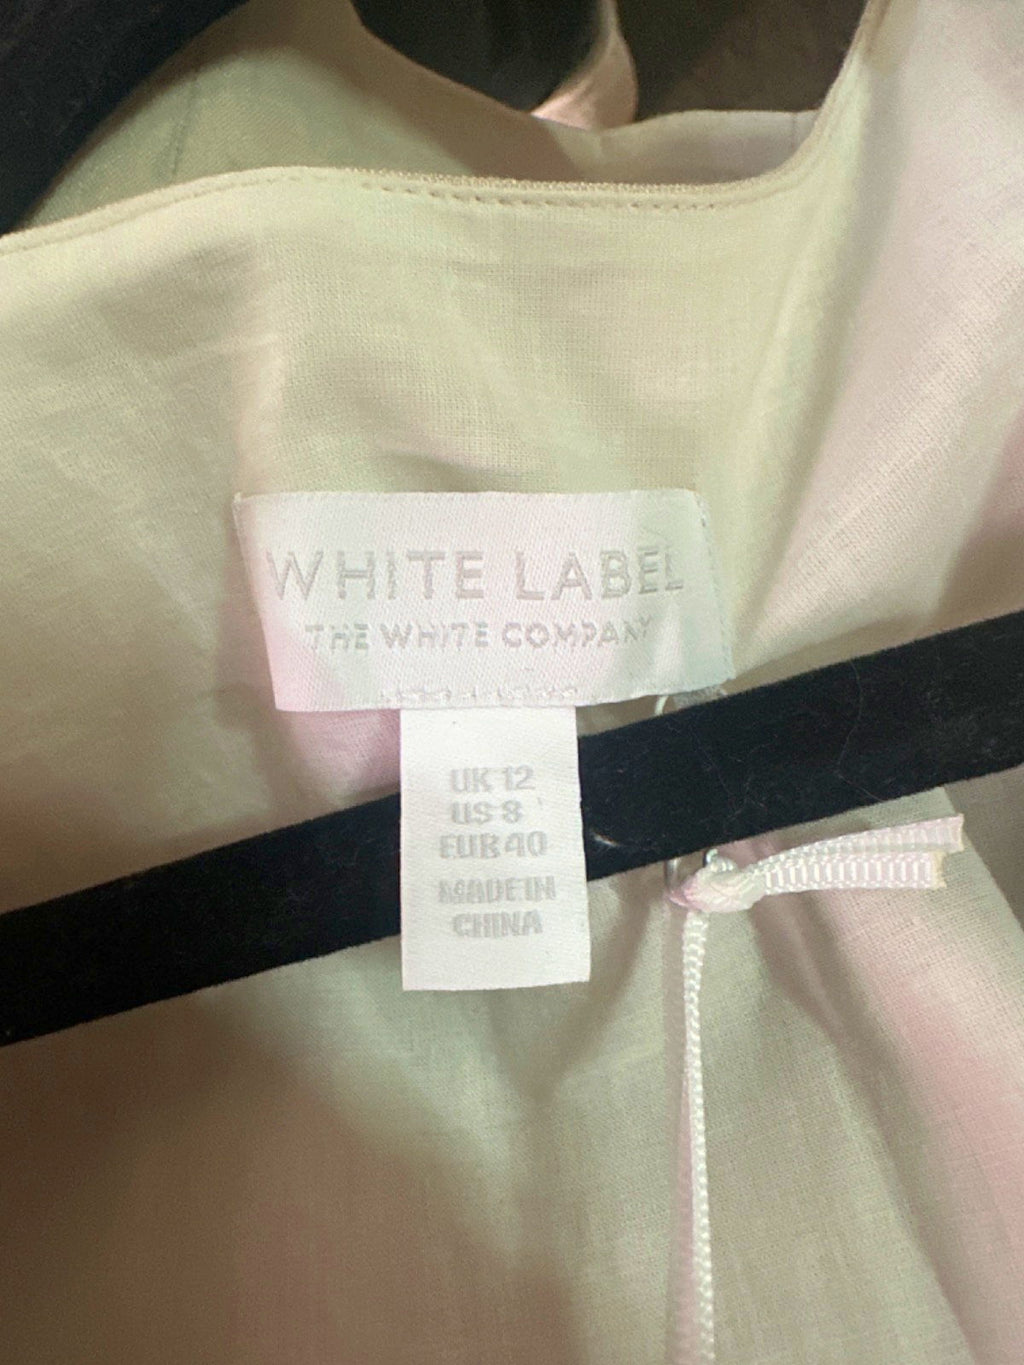 WHITE LABEL
THE WHITE COMPANY
UK 12
US 8
EUR 40
MADE IN
CHINA